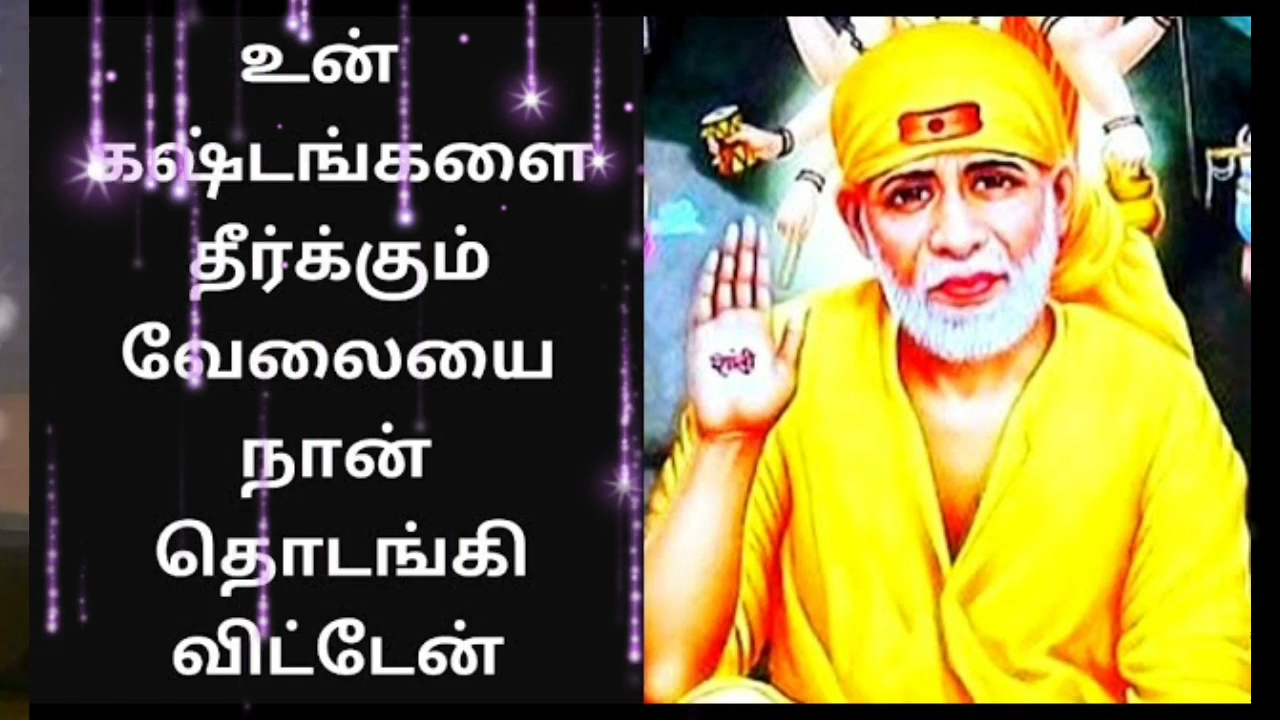 உன்
கஷ்டங்களை
தீர்க்கும்
வேலையை
நான்
தொடங்கி
விட்டேன்